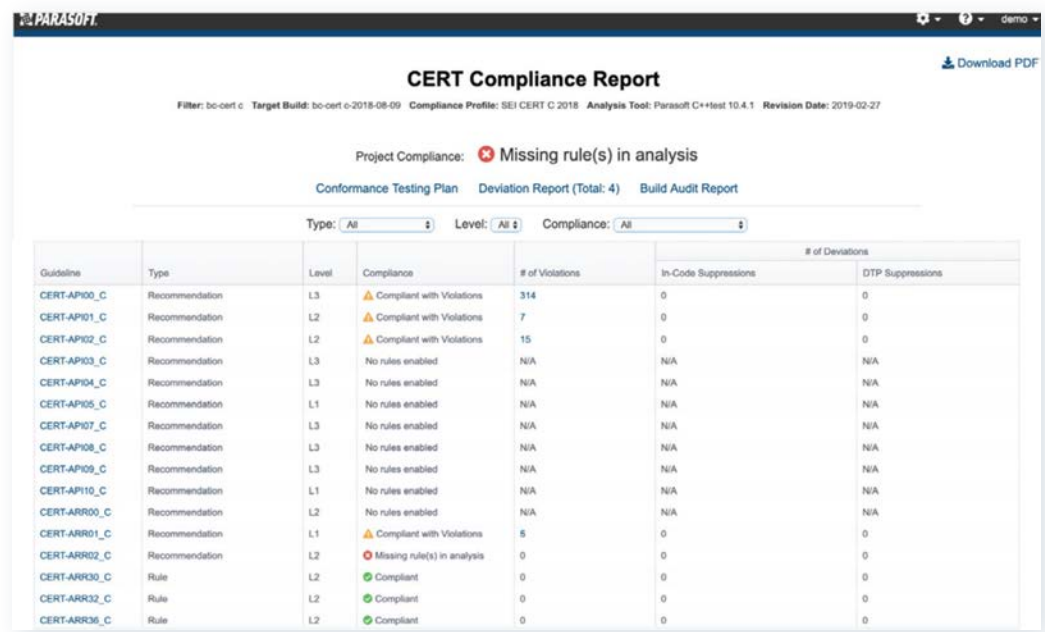 PARASOFT.
demo
Download PDF
CERT Compliance Report
Filter: bc-cert c Target Build: bc-cert c-2018-08-09 Compliance Profile: SEI CERT C 2018 Analysis Tool: Parasoft C++test 10.4.1 Revision Date: 2019-02-27
Project Compliance: Missing rule(s) in analysis
Conformance Testing Plan Deviation Report (Total: 4) Build Audit Report
Type: All Level: All Compliance: All
# of Deviations
Guideline Type Level Compliance # of Violations In-Code Suppressions DTP Suppressions
CERT-API00_C Recommendation L3 Compliant with Violations 314 0 0
CERT-API01_C Recommendation L2 Compliant with Violations 7 0 0
CERT-API02_C Recommendation L2 Compliant with Violations 15 0 0
CERT-API03_C Recommendation L3 No rules enabled N/A N/A N/A
CERT-API04_C Recommendation L3 No rules enabled N/A N/A N/A
CERT-API05_C Recommendation L1 No rules enabled N/A N/A N/A
CERT-API07_C Recommendation L3 No rules enabled N/A N/A N/A
CERT-API08_C Recommendation L3 No rules enabled N/A N/A N/A
CERT-API09_C Recommendation L3 No rules enabled N/A N/A N/A
CERT-API10_C Recommendation L1 No rules enabled N/A N/A N/A
CERT-ARR00_C Recommendation L2 No rules enabled N/A N/A N/A
CERT-ARR01_C Recommendation L1 Compliant with Violations 5 0 0
CERT-ARR02_C Recommendation L2 Missing rule(s) in analysis 0 0 0
CERT-ARR30_C Rule L2 Compliant 0 0 0
CERT-ARR32_C Rule L2 Compliant 0 0 0
CERT-ARR36_C Rule L2 Compliant 0 0 0